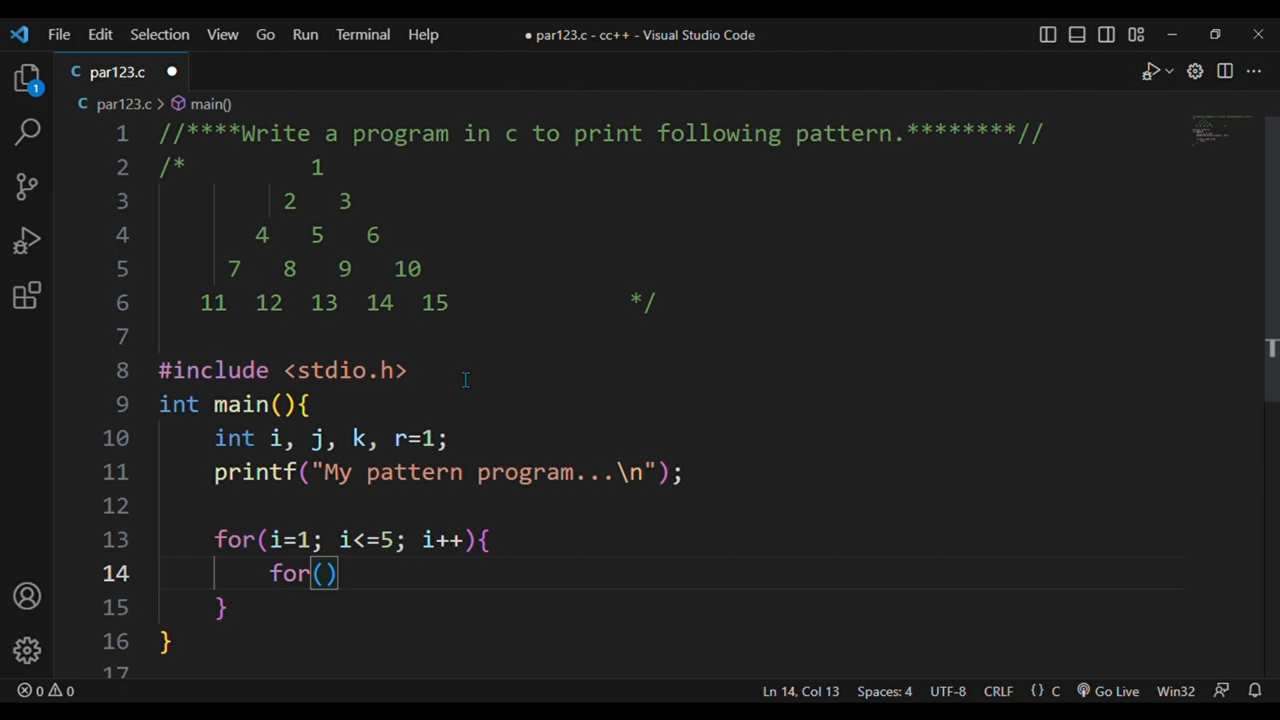 File Edit Selection View Go Run Terminal Help ● par123.c - cc++ - Visual Studio Code
C par123.c ●
C par123.c > main()
1
1 //****Write a program in c to print following pattern.********//
2 /* 1
3 2 3
4 4 5 6
5 7 8 9 10
6 11 12 13 14 15 */
7
8 #include <stdio.h>
9 int main(){
10 int i, j, k, r=1;
11 printf("My pattern program...\n");
12
13 for(i=1; i<=5; i++){
14 for()
15 }
16 }
17
0 0 Ln 14, Col 13 Spaces: 4 UTF-8 CRLF {} C Go Live Win32